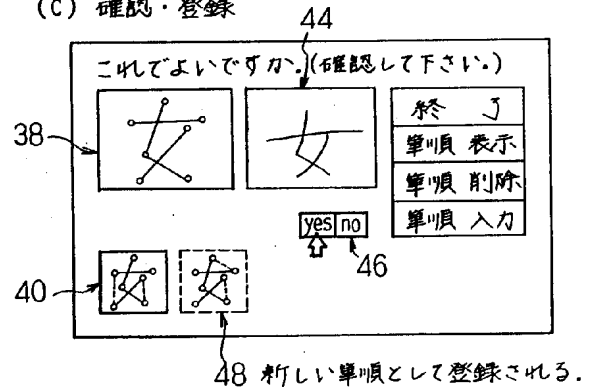 (C) 確認・登録
44
これでよいですか.(確認して下さい.)
38
女
終 了
筆順 表示
筆順 削除
筆順 入力
yes no
46
40
48 新しい筆順として登録される.